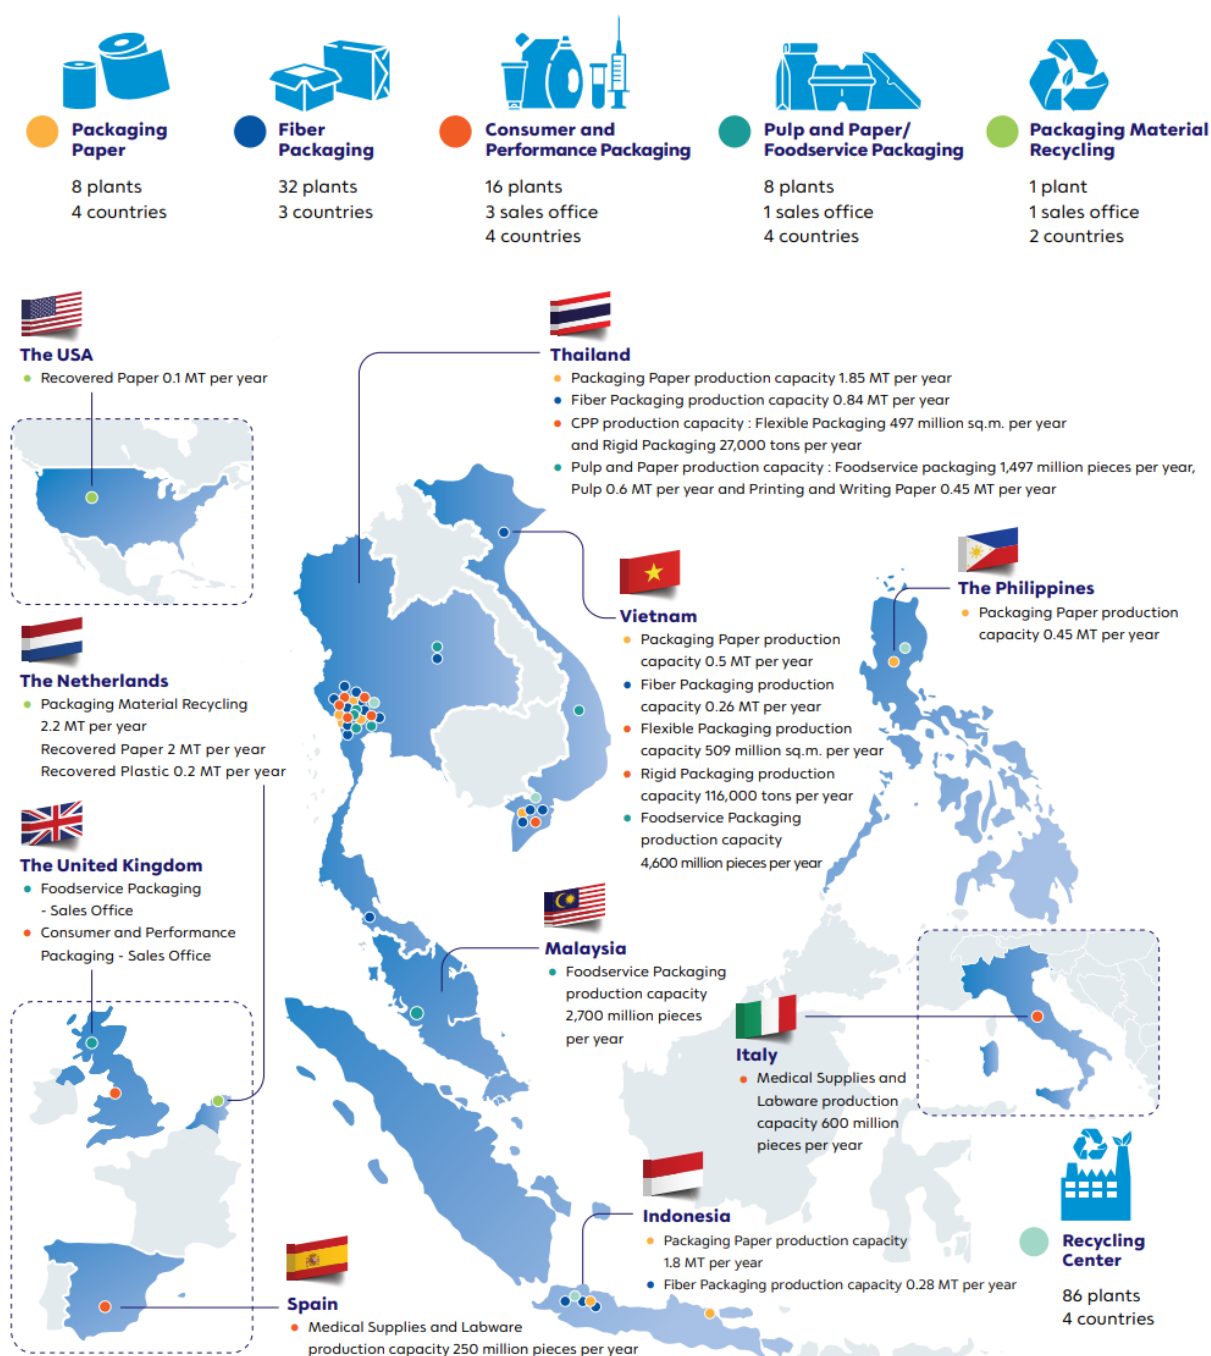 Packaging
Paper
8 plants
4 countries
Fiber
Packaging
32 plants
3 countries
Consumer and
Performance Packaging
16 plants
3 sales office
4 countries
Pulp and Paper/
Foodservice Packaging
8 plants
1 sales office
4 countries
Packaging Material
Recycling
1 plant
1 sales office
2 countries
The USA
Recovered Paper 0.1 MT per year
Thailand
Packaging Paper production capacity 1.85 MT per year
Fiber Packaging production capacity 0.84 MT per year
CPP production capacity : Flexible Packaging 497 million sq.m. per year
and Rigid Packaging 27,000 tons per year
Pulp and Paper production capacity : Foodservice packaging 1,497 million pieces per year,
Pulp 0.6 MT per year and Printing and Writing Paper 0.45 MT per year
Vietnam
Packaging Paper production
capacity 0.5 MT per year
Fiber Packaging production
capacity 0.26 MT per year
Flexible Packaging production
capacity 509 million sq.m. per year
Rigid Packaging production
capacity 116,000 tons per year
Foodservice Packaging
production capacity
4,600 million pieces per year
The Philippines
Packaging Paper production
capacity 0.45 MT per year
The Netherlands
Packaging Material Recycling
2.2 MT per year
Recovered Paper 2 MT per year
Recovered Plastic 0.2 MT per year
The United Kingdom
Foodservice Packaging
- Sales Office
Consumer and Performance
Packaging - Sales Office
Malaysia
Foodservice Packaging
production capacity
2,700 million pieces
per year
Italy
Medical Supplies and
Labware production
capacity 600 million
pieces per year
Indonesia
Packaging Paper production capacity
1.8 MT per year
Fiber Packaging production capacity 0.28 MT per year
Recycling
Center
86 plants
4 countries
Spain
Medical Supplies and Labware
production capacity 250 million pieces per year